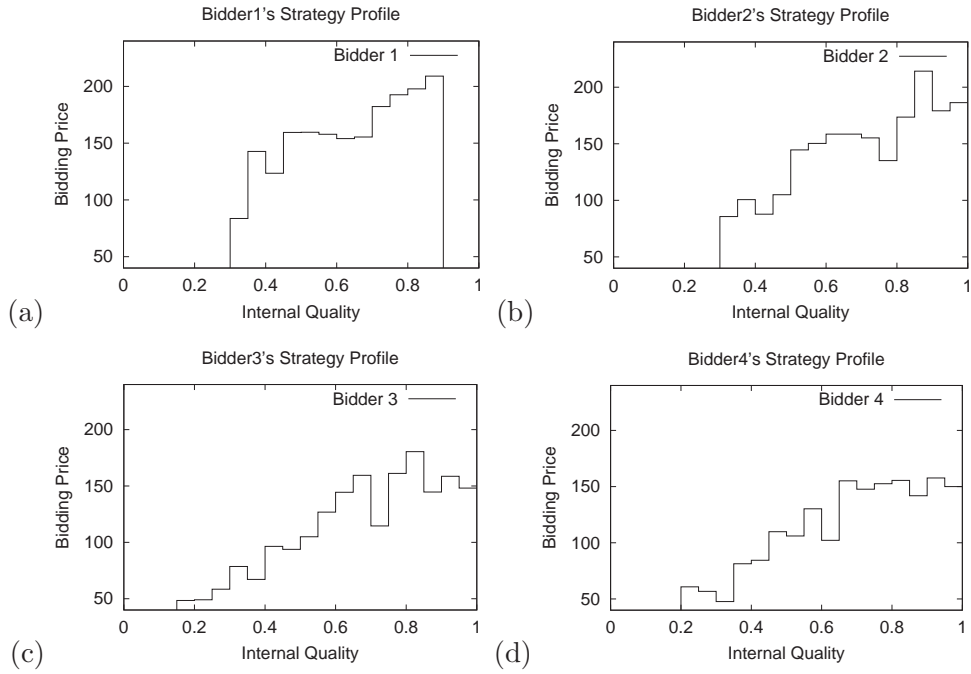 Bidder1's Strategy Profile
Bidder 1
200
150
100
50
Bidding Price
0 0.2 0.4 0.6 0.8 1
Internal Quality
(a)
Bidder2's Strategy Profile
Bidder 2
200
150
100
50
Bidding Price
0 0.2 0.4 0.6 0.8 1
Internal Quality
(b)
Bidder3's Strategy Profile
Bidder 3
200
150
100
50
Bidding Price
0 0.2 0.4 0.6 0.8 1
Internal Quality
(c)
Bidder4's Strategy Profile
Bidder 4
200
150
100
50
Bidding Price
0 0.2 0.4 0.6 0.8 1
Internal Quality
(d)